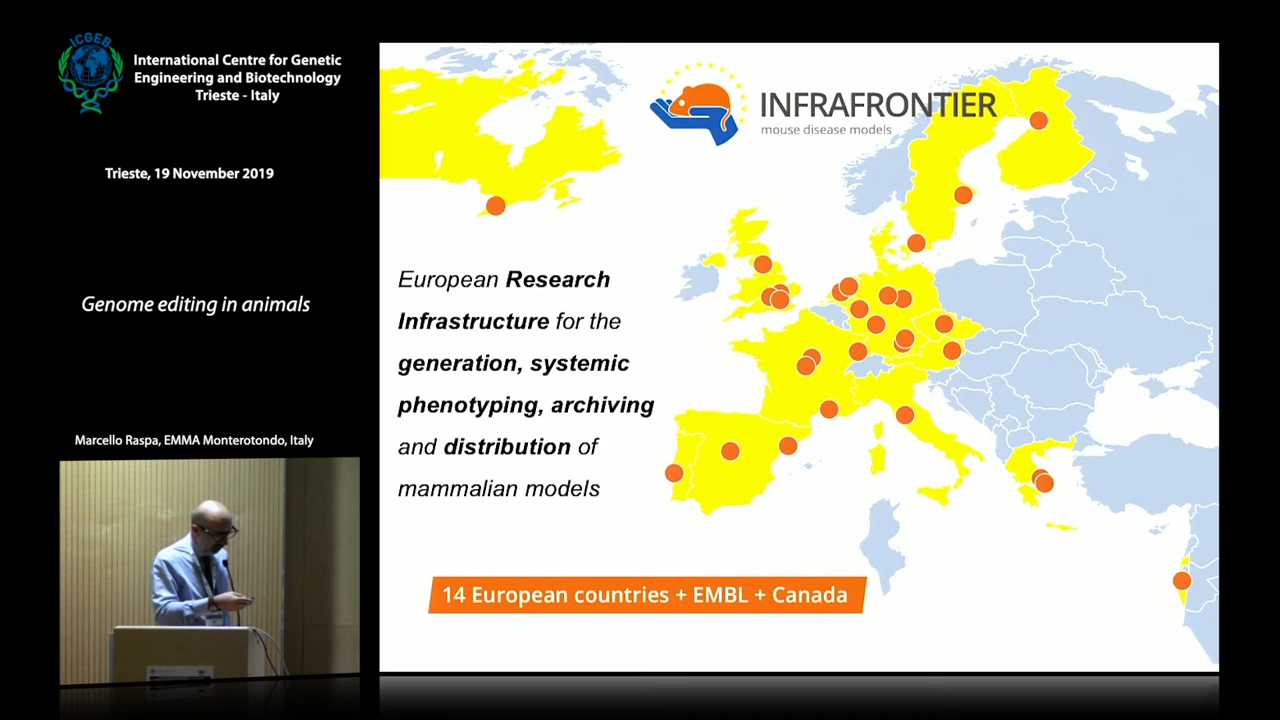 ICGEB
International Centre for Genetic
Engineering and Biotechnology
Trieste - Italy
Trieste, 19 November 2019
Genome editing in animals
Marcello Raspa, EMMA Monterotondo, Italy
INFRAFRONTIER
mouse disease models
European Research
Infrastructure for the
generation, systemic
phenotyping, archiving
and distribution of
mammalian models
14 European countries + EMBL + Canada